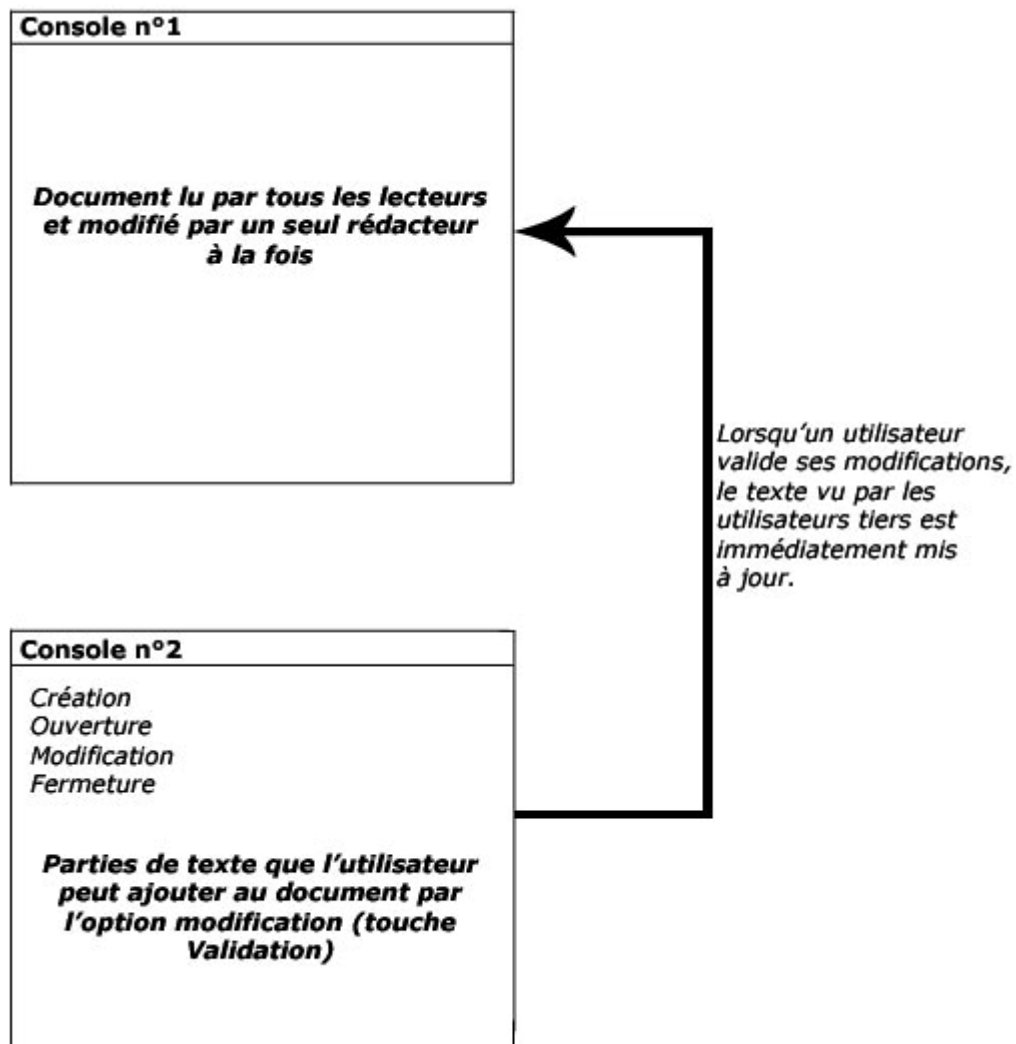 Console n°1
Document lu par tous les lecteurs
et modifié par un seul rédacteur
à la fois
Lorsqu'un utilisateur
valide ses modifications,
le texte vu par les
utilisateurs tiers est
immédiatement mis
à jour.
Console n°2
Création
Ouverture
Modification
Fermeture
Parties de texte que l'utilisateur
peut ajouter au document par
l'option modification (touche
Validation)